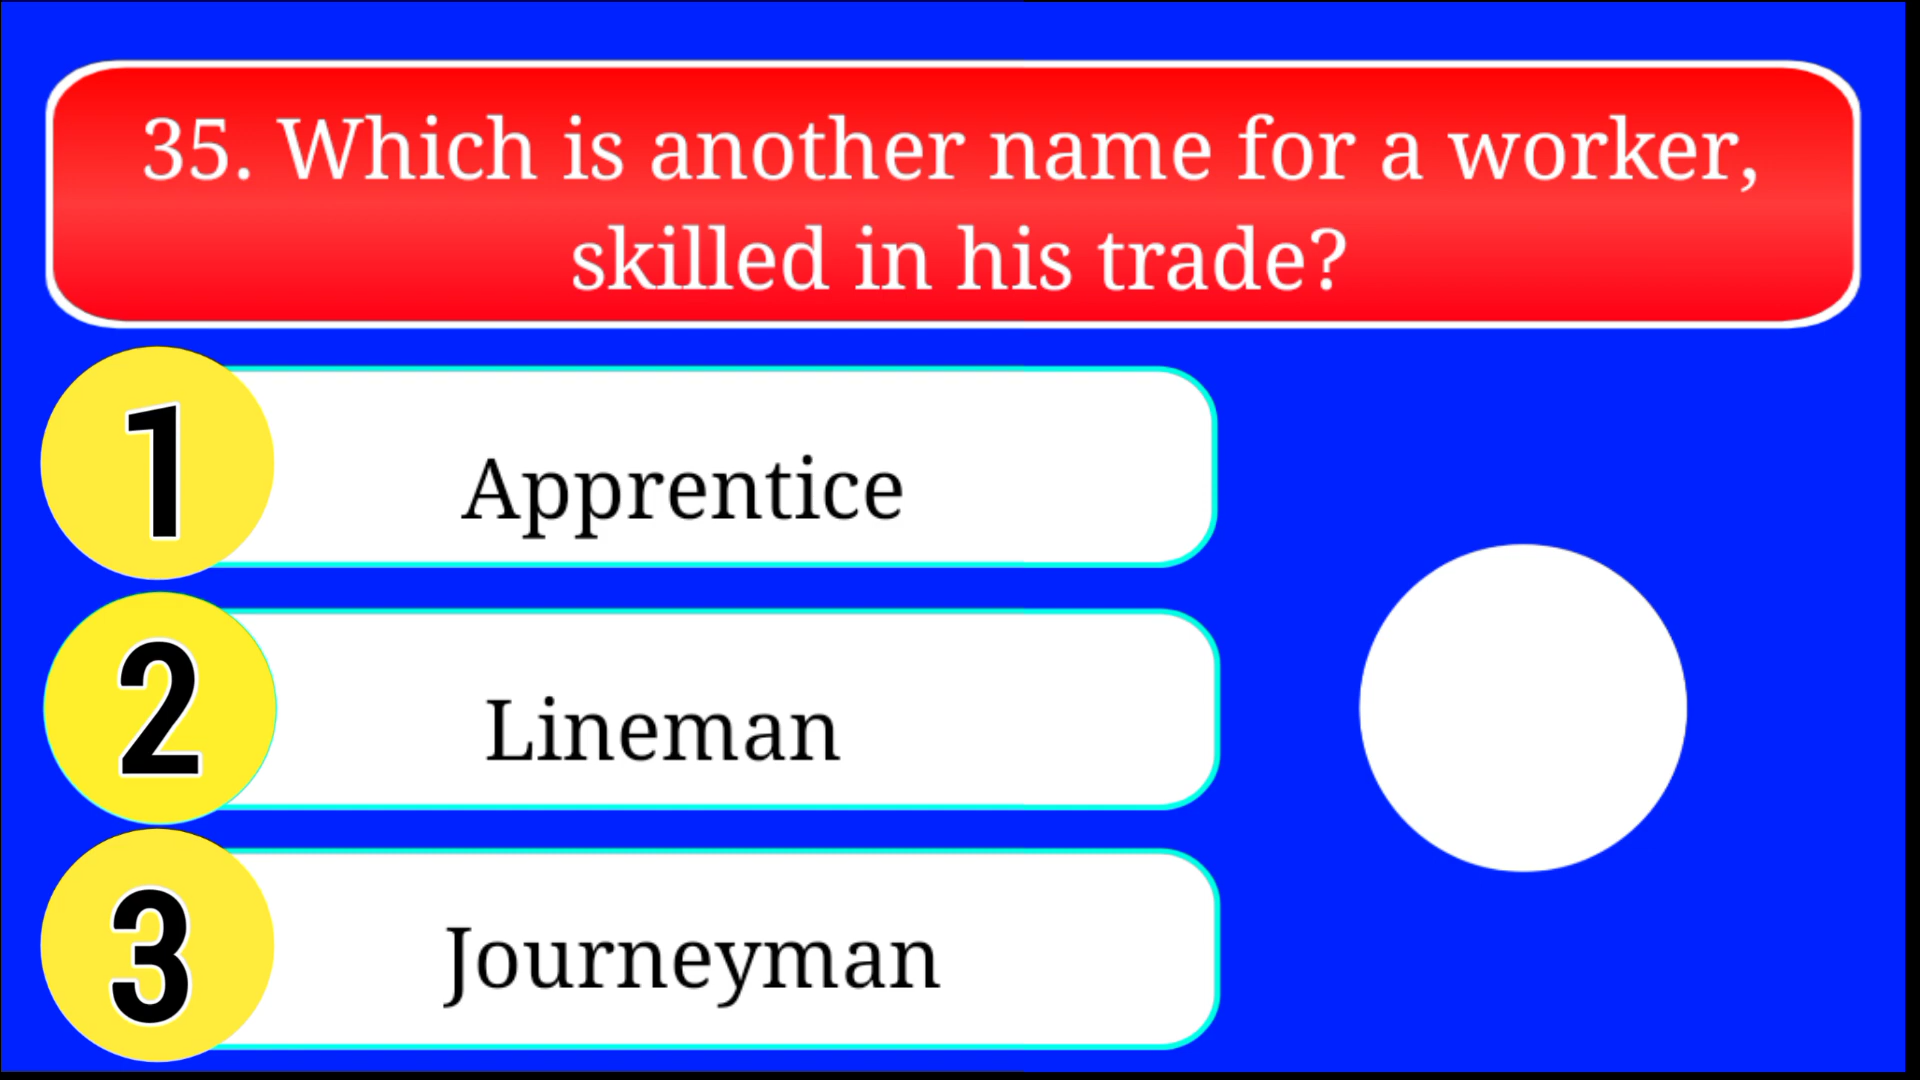 35. Which is another name for a worker,
skilled in his trade?
1
Apprentice
2
Lineman
3
Journeyman